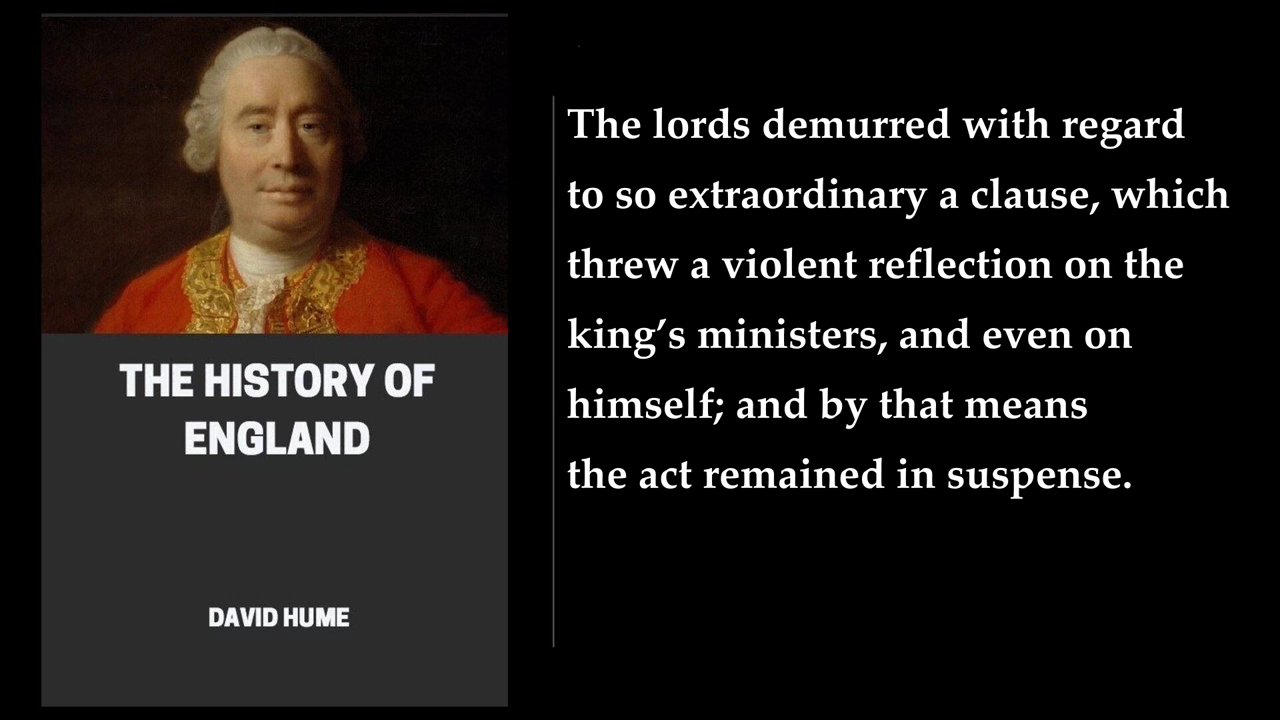 THE HISTORY OF
ENGLAND
DAVID HUME
The lords demurred with regard
to so extraordinary a clause, which
threw a violent reflection on the
king’s ministers, and even on
himself; and by that means
the act remained in suspense.